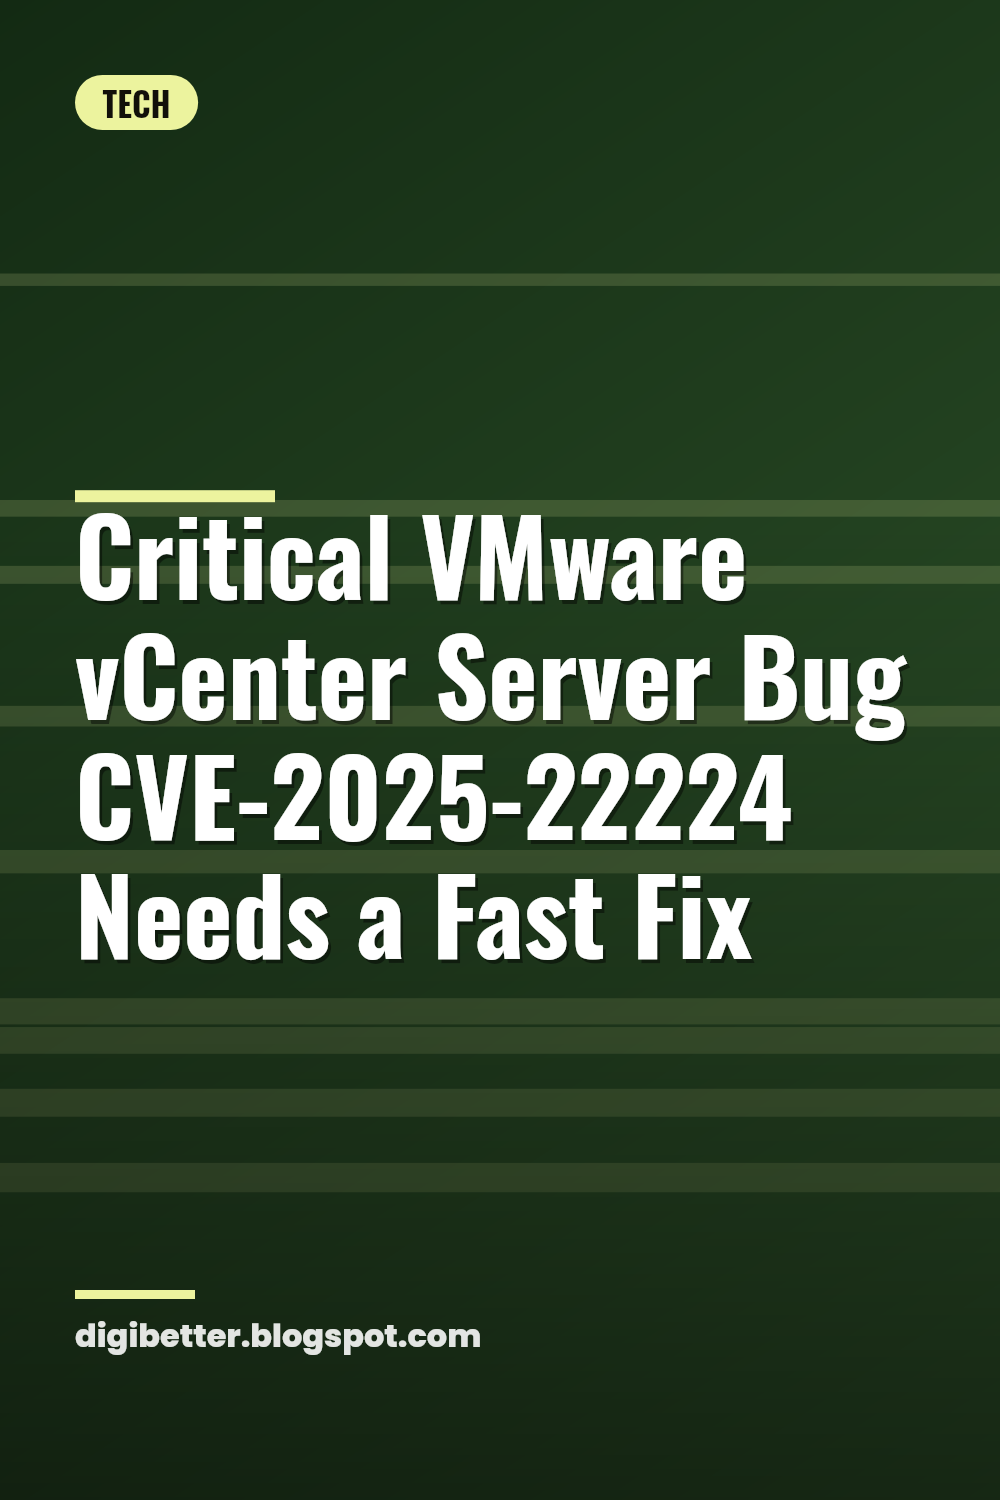 TECH
Critical VMware
vCenter Server Bug
CVE-2025-22224
Needs a Fast Fix
digibetter.blogspot.com